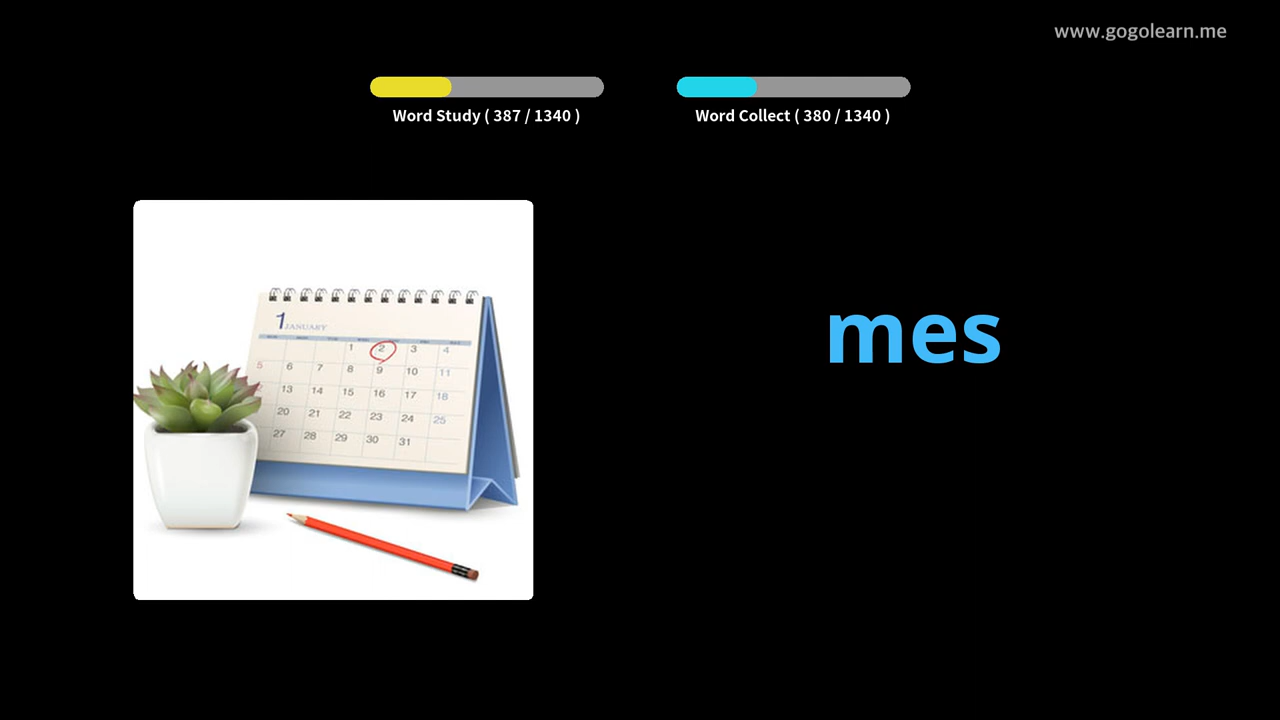 www.gogolearn.me
Word Study ( 387 / 1340 )
Word Collect ( 380 / 1340 )
mes
1 JANUARY
1 2 3 4
5 6 7 8 9 10 11
13 14 15 16 17 18
20 21 22 23 24 25
27 28 29 30 31